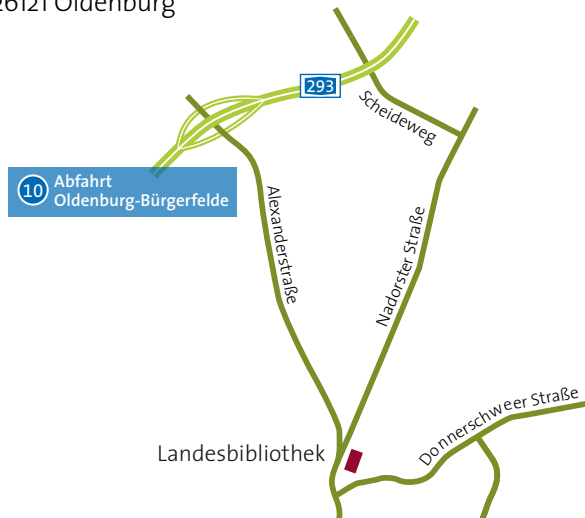 26121 Oldenburg
293
Scheideweg
10 Abfahrt
Oldenburg-Bürgerfelde
Alexanderstraße
Nadorster Straße
Donnerschweer Straße
Landesbibliothek